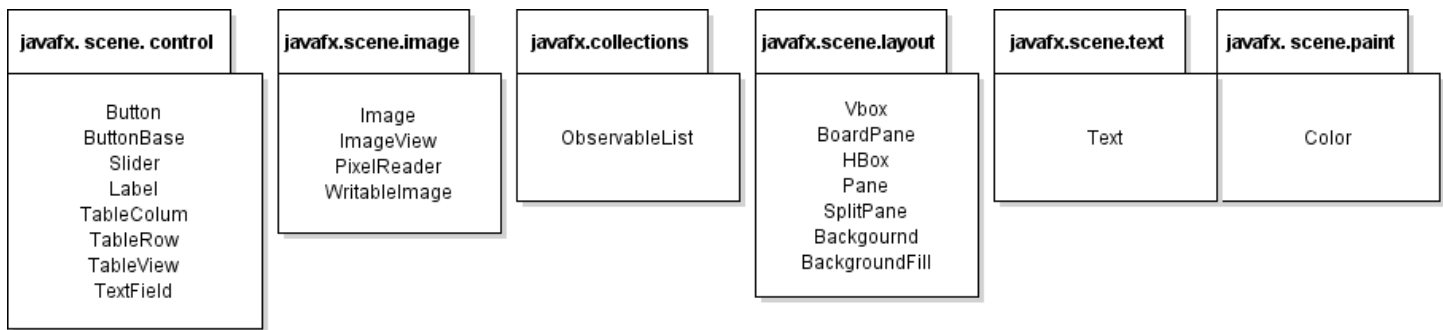 javafx. scene. control
Button
ButtonBase
Slider
Label
TableColum
TableRow
TableView
TextField
javafx.scene.image
Image
ImageView
PixelReader
WritableImage
javafx.collections
ObservableList
javafx.scene.layout
Vbox
BoardPane
HBox
Pane
SplitPane
Backgournd
BackgroundFill
javafx.scene.text
Text
javafx. scene.paint
Color